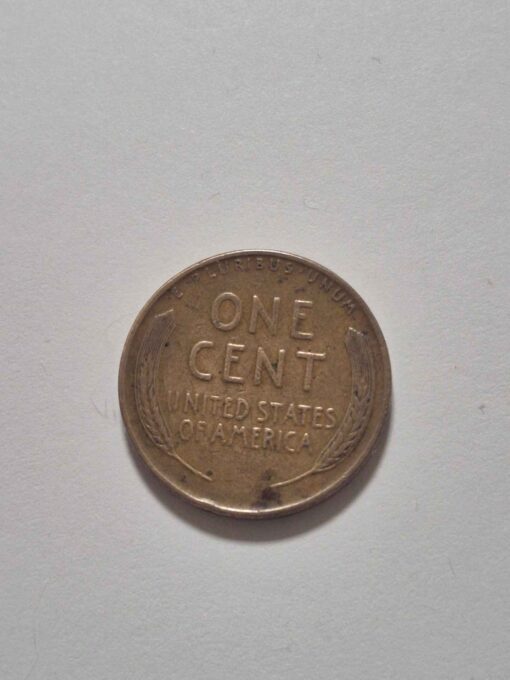 E PLURIBUS UNUM
ONE
CENT
UNITED STATES
OF AMERICA